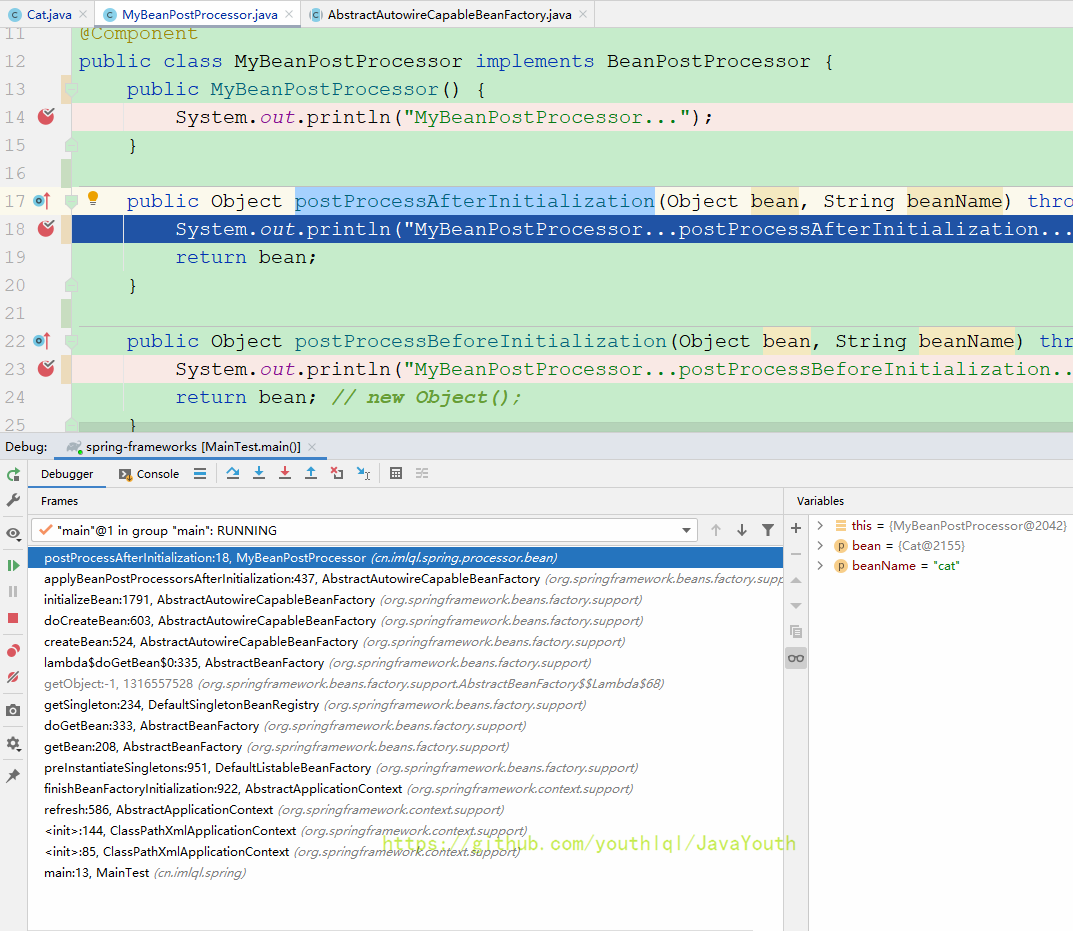 Cat.java MyBeanPostProcessor.java AbstractAutowireCapableBeanFactory.java
11 @Component
12 public class MyBeanPostProcessor implements BeanPostProcessor {
13 public MyBeanPostProcessor() {
14 System.out.println("MyBeanPostProcessor...");
15 }
16
17 public Object postProcessAfterInitialization(Object bean, String beanName) thro
18 System.out.println("MyBeanPostProcessor...postProcessAfterInitialization...
19 return bean;
20 }
21
22 public Object postProcessBeforeInitialization(Object bean, String beanName) thr
23 System.out.println("MyBeanPostProcessor...postProcessBeforeInitialization..
24 return bean; // new Object();
25 }
Debug: spring-frameworks [MainTest.main()]
Debugger Console
Frames
Variables
"main"@1 in group "main": RUNNING
postProcessAfterInitialization:18, MyBeanPostProcessor (cn.imlql.spring.processor.bean)
applyBeanPostProcessorsAfterInitialization:437, AbstractAutowireCapableBeanFactory (org.springframework.beans.factory.supp
initializeBean:1791, AbstractAutowireCapableBeanFactory (org.springframework.beans.factory.support)
doCreateBean:603, AbstractAutowireCapableBeanFactory (org.springframework.beans.factory.support)
createBean:524, AbstractAutowireCapableBeanFactory (org.springframework.beans.factory.support)
lambda$doGetBean$0:335, AbstractBeanFactory (org.springframework.beans.factory.support)
getObject:-1, 1316557528 (org.springframework.beans.factory.support.AbstractBeanFactory$$Lambda$68)
getSingleton:234, DefaultSingletonBeanRegistry (org.springframework.beans.factory.support)
doGetBean:333, AbstractBeanFactory (org.springframework.beans.factory.support)
getBean:208, AbstractBeanFactory (org.springframework.beans.factory.support)
preInstantiateSingletons:951, DefaultListableBeanFactory (org.springframework.beans.factory.support)
finishBeanFactoryInitialization:922, AbstractApplicationContext (org.springframework.context.support)
refresh:586, AbstractApplicationContext (org.springframework.context.support)
<init>:144, ClassPathXmlApplicationContext (org.springframework.context.support)
<init>:85, ClassPathXmlApplicationContext (org.springframework.context.support)
main:13, MainTest (cn.imlql.spring)
this = {MyBeanPostProcessor@2042}
bean = {Cat@2155}
beanName = "cat"
https://github.com/youthlql/JavaYouth